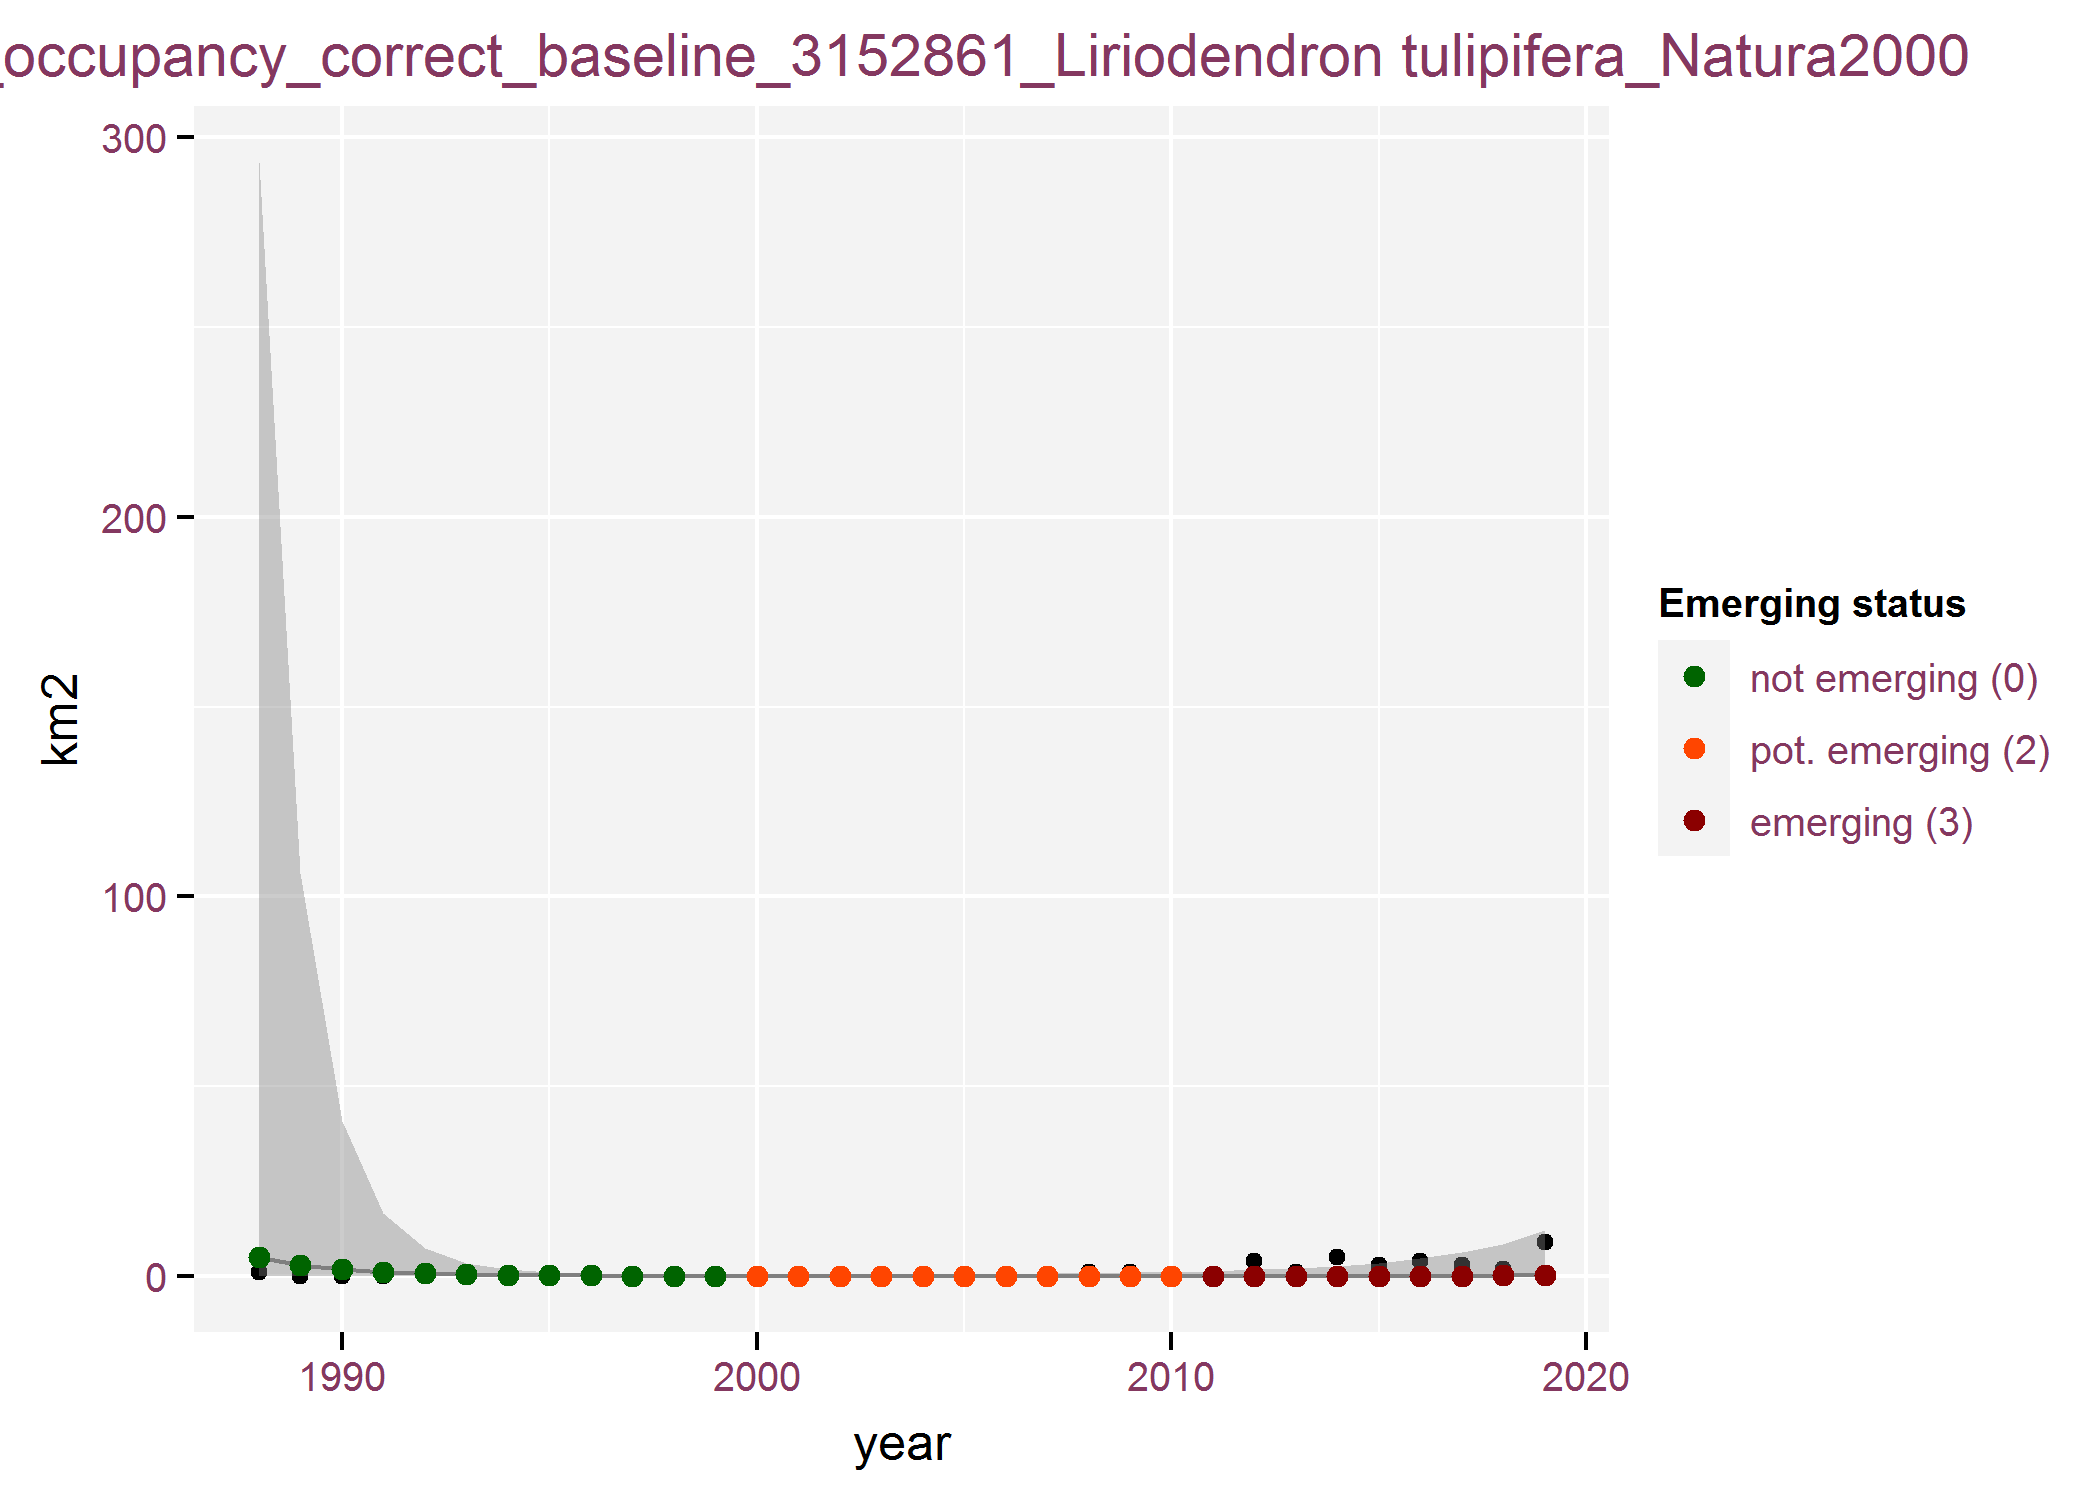 _occupancy_correct_baseline_3152861_Liriodendron tulipifera_Natura2000
300
200
100
0
km2
1990 2000 2010 2020
year
Emerging status
not emerging (0)
pot. emerging (2)
emerging (3)